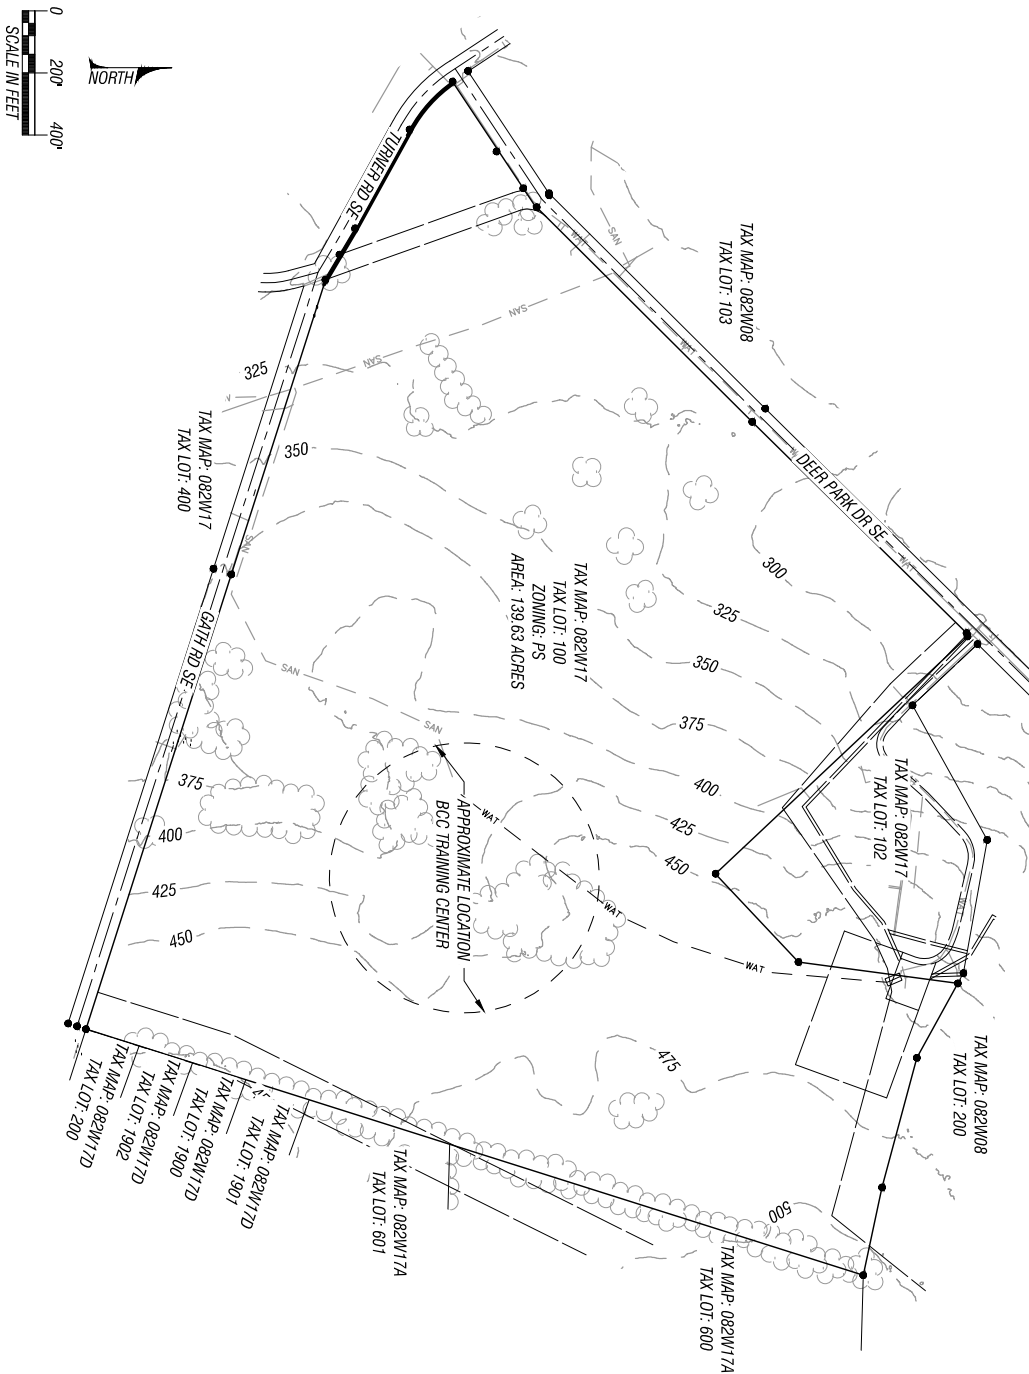 0
200'
400'
SCALE IN FEET
NORTH
TURNER RD SE
WAT
SAN
TAX MAP: 082W08
TAX LOT: 103
SAN
SAN
WAT
325
350
TAX MAP: 082W17
TAX LOT: 400
DEER PARK DR SE
WAT
SAN
TAX MAP: 082W17
TAX LOT: 100
ZONING: PS
AREA: 139.63 ACRES
300
325
350
375
400
425
450
GATH RD SE
SAN
SAN
375
400
425
450
APPROXIMATE LOCATION
BCC TRAINING CENTER
WAT
WAT
WAT
WAT
TAX MAP: 082W17
TAX LOT: 102
TAX MAP: 082W08
TAX LOT: 200
475
500
TAX MAP: 082W17D
TAX LOT: 200
TAX MAP: 082W17D
TAX LOT: 1902
TAX MAP: 082W17D
TAX LOT: 1900
TAX MAP: 082W17D
TAX LOT: 1901
TAX MAP: 082W17A
TAX LOT: 601
TAX MAP: 082W17A
TAX LOT: 600